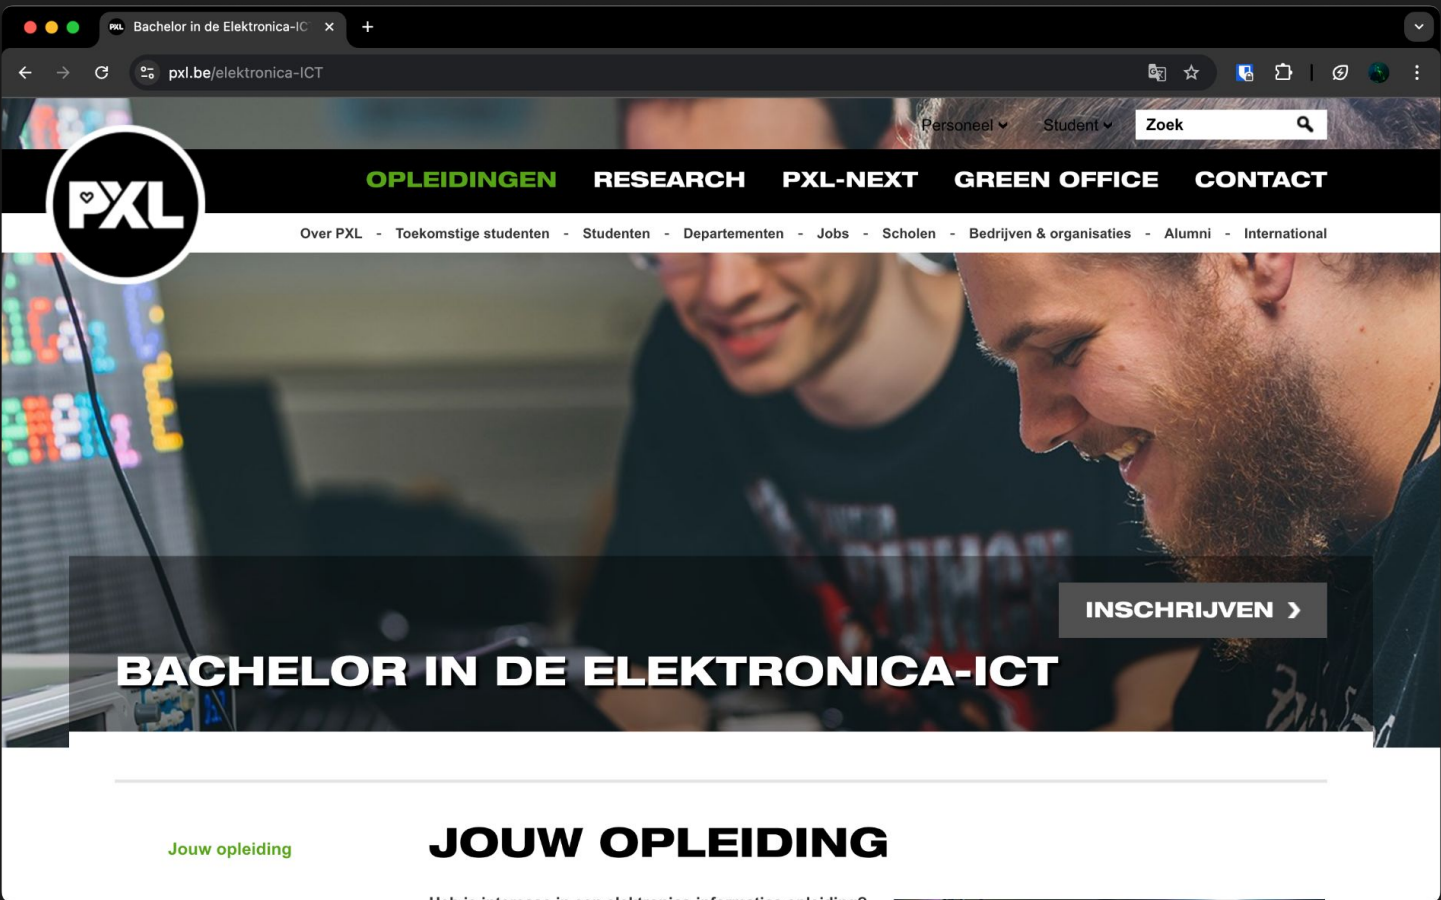 Bachelor in de Elektronica-IC
pxl.be/elektronica-ICT
Personeel
Student
Zoek
PXL
OPLEIDINGEN RESEARCH PXL-NEXT GREEN OFFICE CONTACT
Over PXL - Toekomstige studenten - Studenten - Departementen - Jobs - Scholen - Bedrijven & organisaties - Alumni - International
INSCHRIJVEN
BACHELOR IN DE ELEKTRONICA-ICT
Jouw opleiding
JOUW OPLEIDING